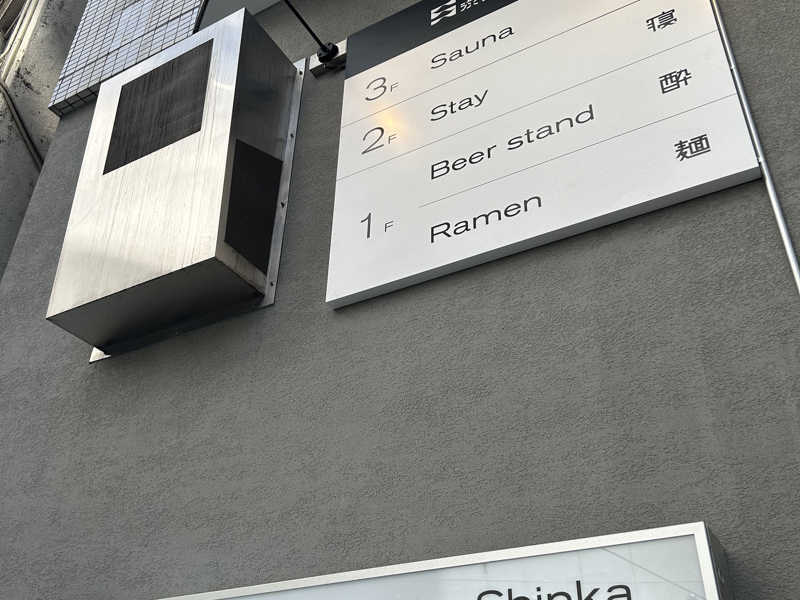 3F Sauna
2F Stay 寝
Beer stand 酔
1F Ramen 麺
Shinka